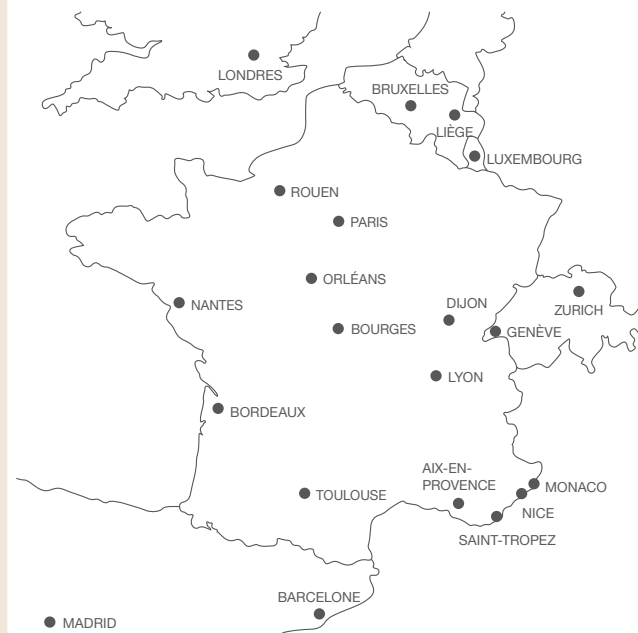 LONDRES
BRUXELLES
LIÈGE
LUXEMBOURG
ROUEN
PARIS
ORLÉANS
NANTES
DIJON
ZURICH
BOURGES
GENÈVE
LYON
BORDEAUX
AIX-EN-
PROVENCE
TOULOUSE
MONACO
NICE
SAINT-TROPEZ
BARCELONE
MADRID